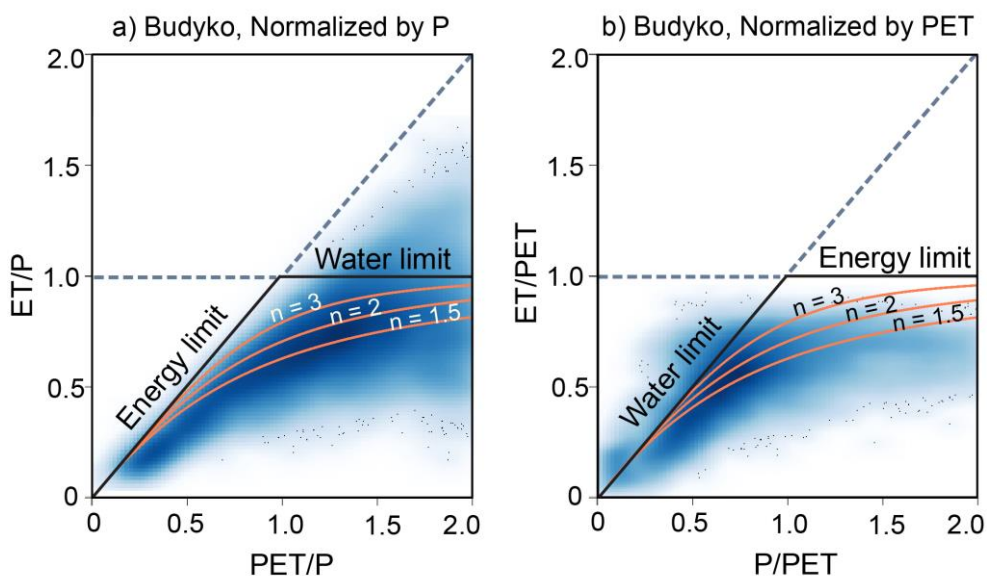 a) Budyko, Normalized by P
2.0
1.5
1.0
0.5
0
ET/P
Water limit
Energy limit
n = 3
n = 2
n = 1.5
0 0.5 1.0 1.5 2.0
PET/P
b) Budyko, Normalized by PET
2.0
1.5
1.0
0.5
0
ET/PET
Energy limit
Water limit
n = 3
n = 2
n = 1.5
0 0.5 1.0 1.5 2.0
P/PET